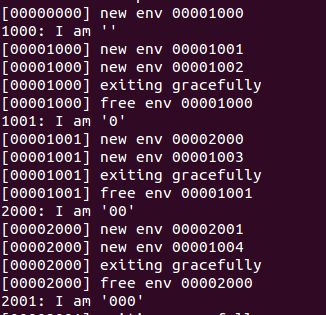 [00000000] new env 00001000
1000: I am ''
[00001000] new env 00001001
[00001000] new env 00001002
[00001000] exiting gracefully
[00001000] free env 00001000
1001: I am '0'
[00001001] new env 00002000
[00001001] new env 00001003
[00001001] exiting gracefully
[00001001] free env 00001001
2000: I am '00'
[00002000] new env 00002001
[00002000] new env 00001004
[00002000] exiting gracefully
[00002000] free env 00002000
2001: I am '000'